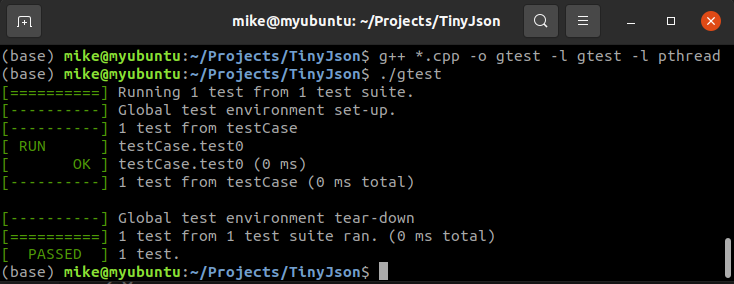 mike@myubuntu: ~/Projects/TinyJson
(base) mike@myubuntu:~/Projects/TinyJson$ g++ *.cpp -o gtest -l gtest -l pthread
(base) mike@myubuntu:~/Projects/TinyJson$ ./gtest
[==========] Running 1 test from 1 test suite.
[----------] Global test environment set-up.
[----------] 1 test from testCase
[ RUN      ] testCase.test0
[       OK ] testCase.test0 (0 ms)
[----------] 1 test from testCase (0 ms total)
[----------] Global test environment tear-down
[==========] 1 test from 1 test suite ran. (0 ms total)
[  PASSED  ] 1 test.
(base) mike@myubuntu:~/Projects/TinyJson$